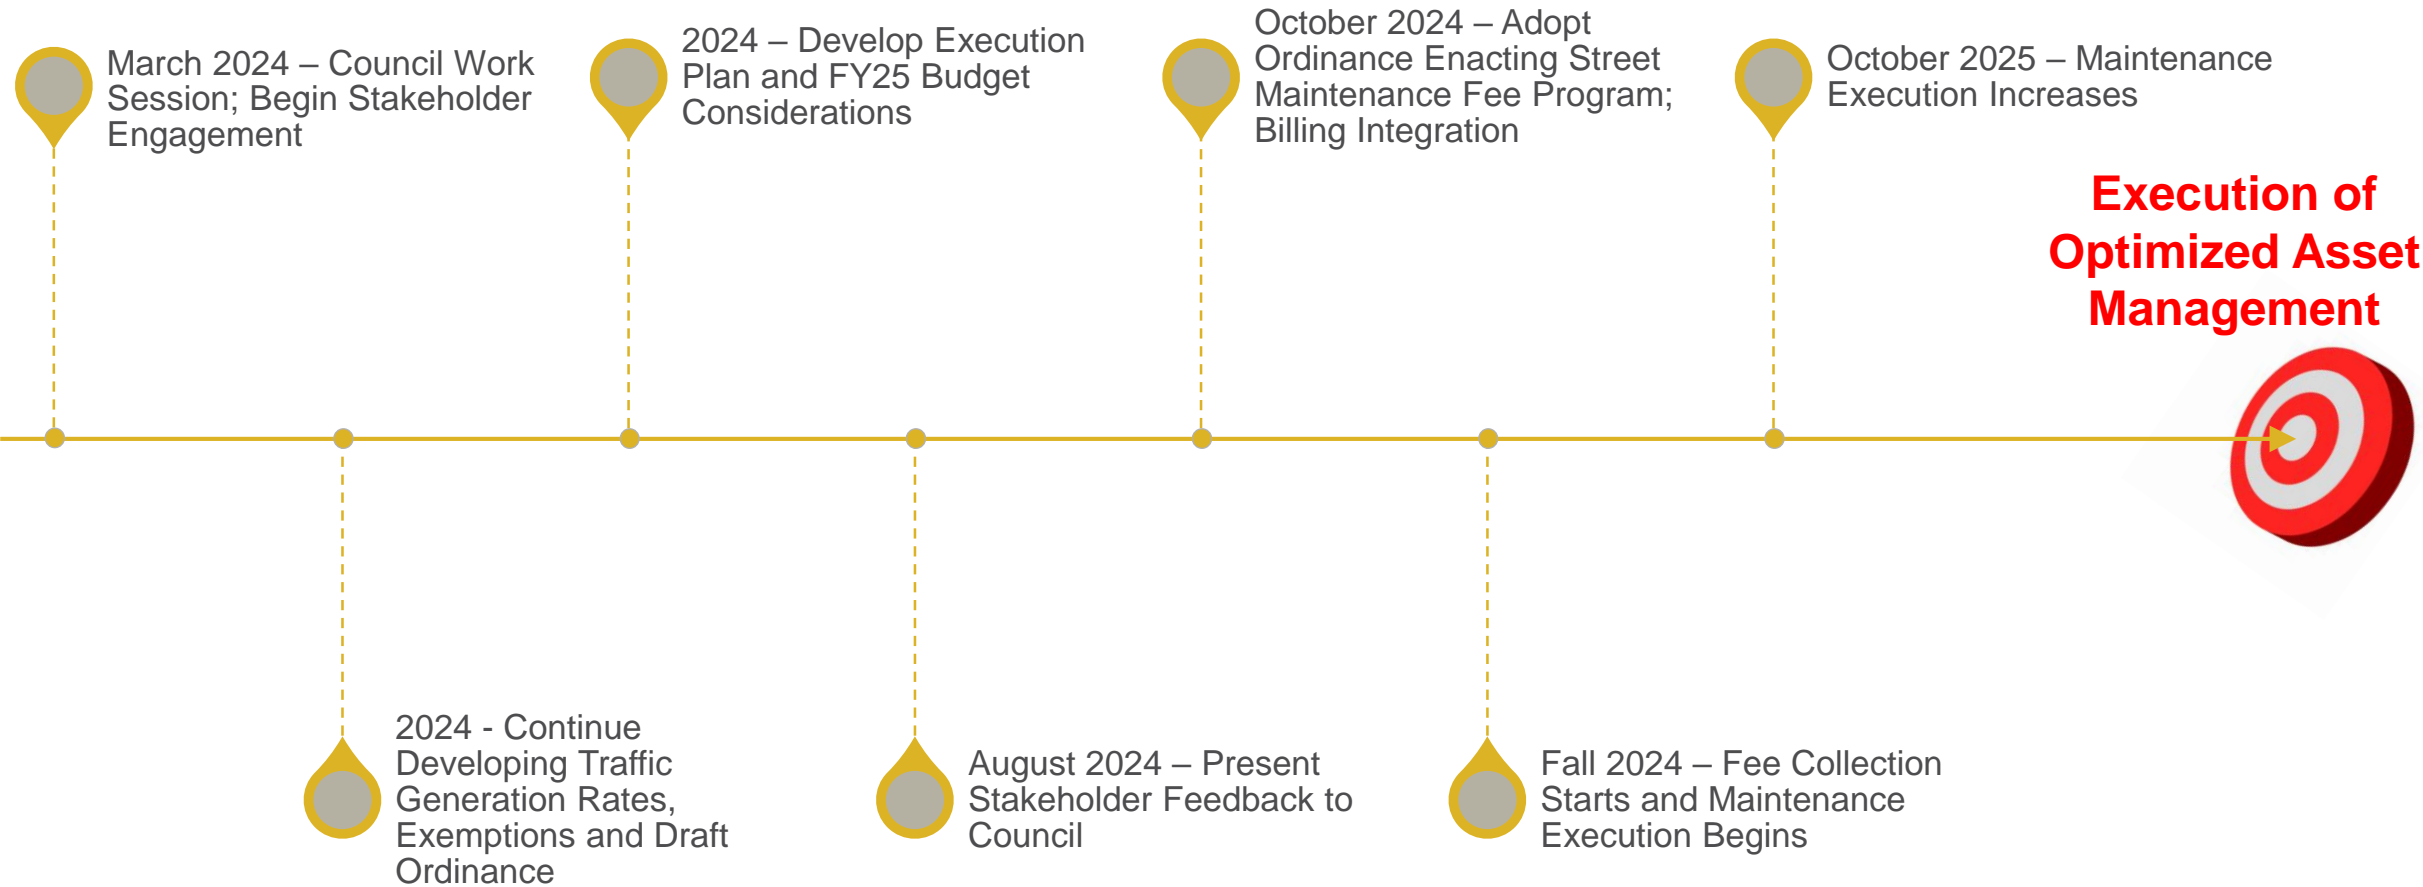 March 2024 – Council Work
Session; Begin Stakeholder
Engagement
2024 - Continue
Developing Traffic
Generation Rates,
Exemptions and Draft
Ordinance
2024 – Develop Execution
Plan and FY25 Budget
Considerations
August 2024 – Present
Stakeholder Feedback to
Council
October 2024 – Adopt
Ordinance Enacting Street
Maintenance Fee Program;
Billing Integration
Fall 2024 – Fee Collection
Starts and Maintenance
Execution Begins
October 2025 – Maintenance
Execution Increases
Execution of
Optimized Asset
Management